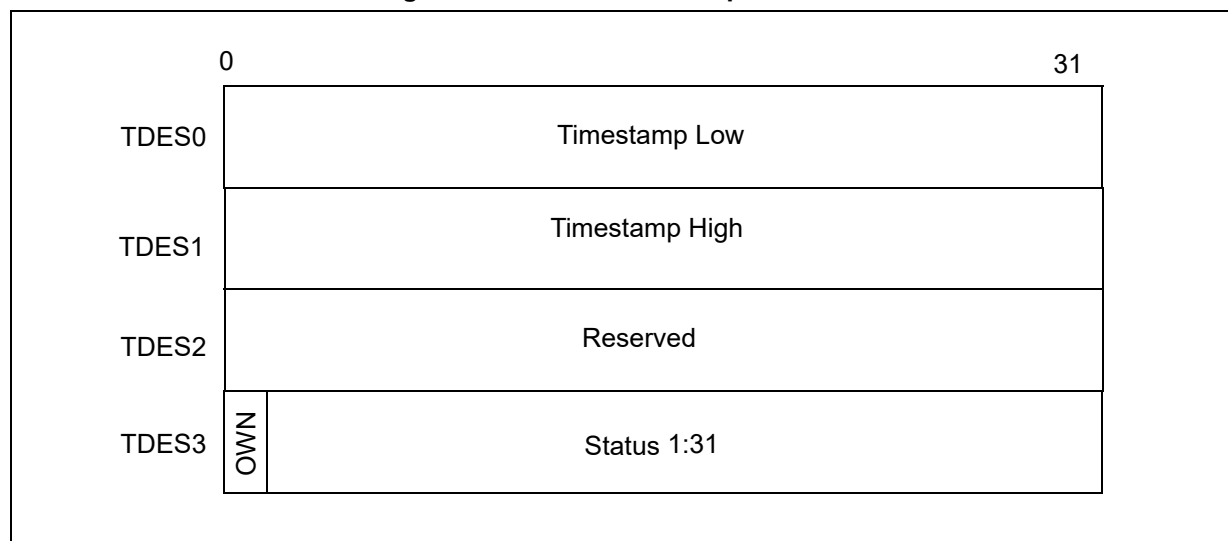 0 31
TDES0 Timestamp Low
TDES1 Timestamp High
TDES2 Reserved
TDES3 OWN Status 1:31